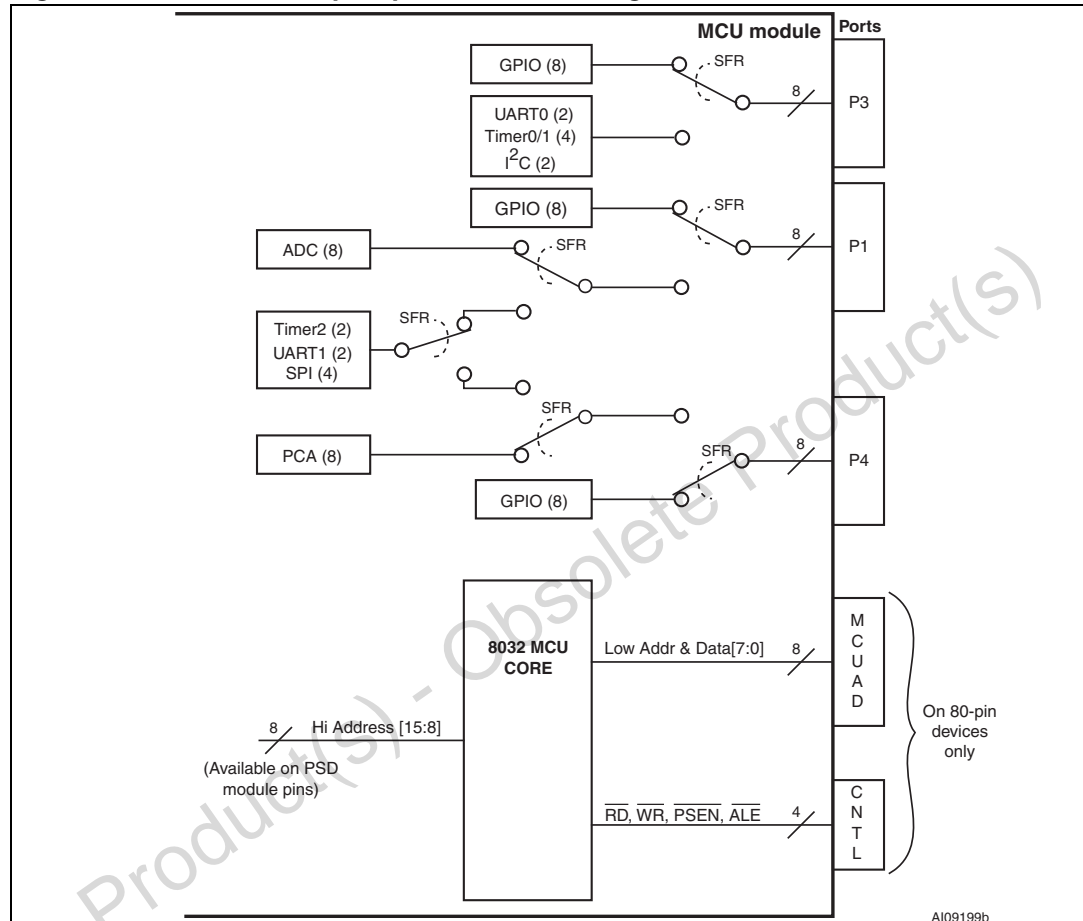 MCU module
Ports
GPIO (8)
SFR
8
P3
UART0 (2)
Timer0/1 (4)
I2C (2)
GPIO (8)
SFR
8
P1
ADC (8)
SFR
Timer2 (2)
UART1 (2)
SPI (4)
SFR
SFR
PCA (8)
SFR
8
P4
GPIO (8)
8032 MCU
CORE
Low Addr & Data[7:0]
8
M
C
U
A
D
On 80-pin
devices
only
8
Hi Address [15:8]
(Available on PSD
module pins)
RD, WR, PSEN, ALE
4
C
N
T
L
Product(s) - Obsolete Product(s)
AI09199b